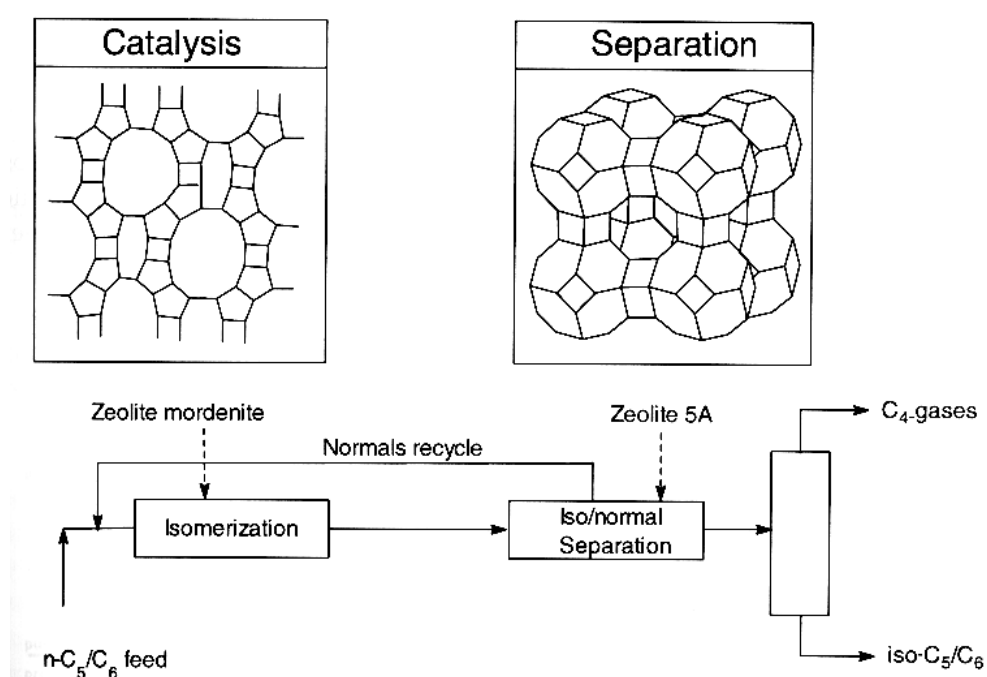 Catalysis
Separation
Zeolite mordenite
Zeolite 5A
C4-gases
Normals recycle
Isomerization
Iso/normal
Separation
n-C5/C6 feed
iso-C5/C6